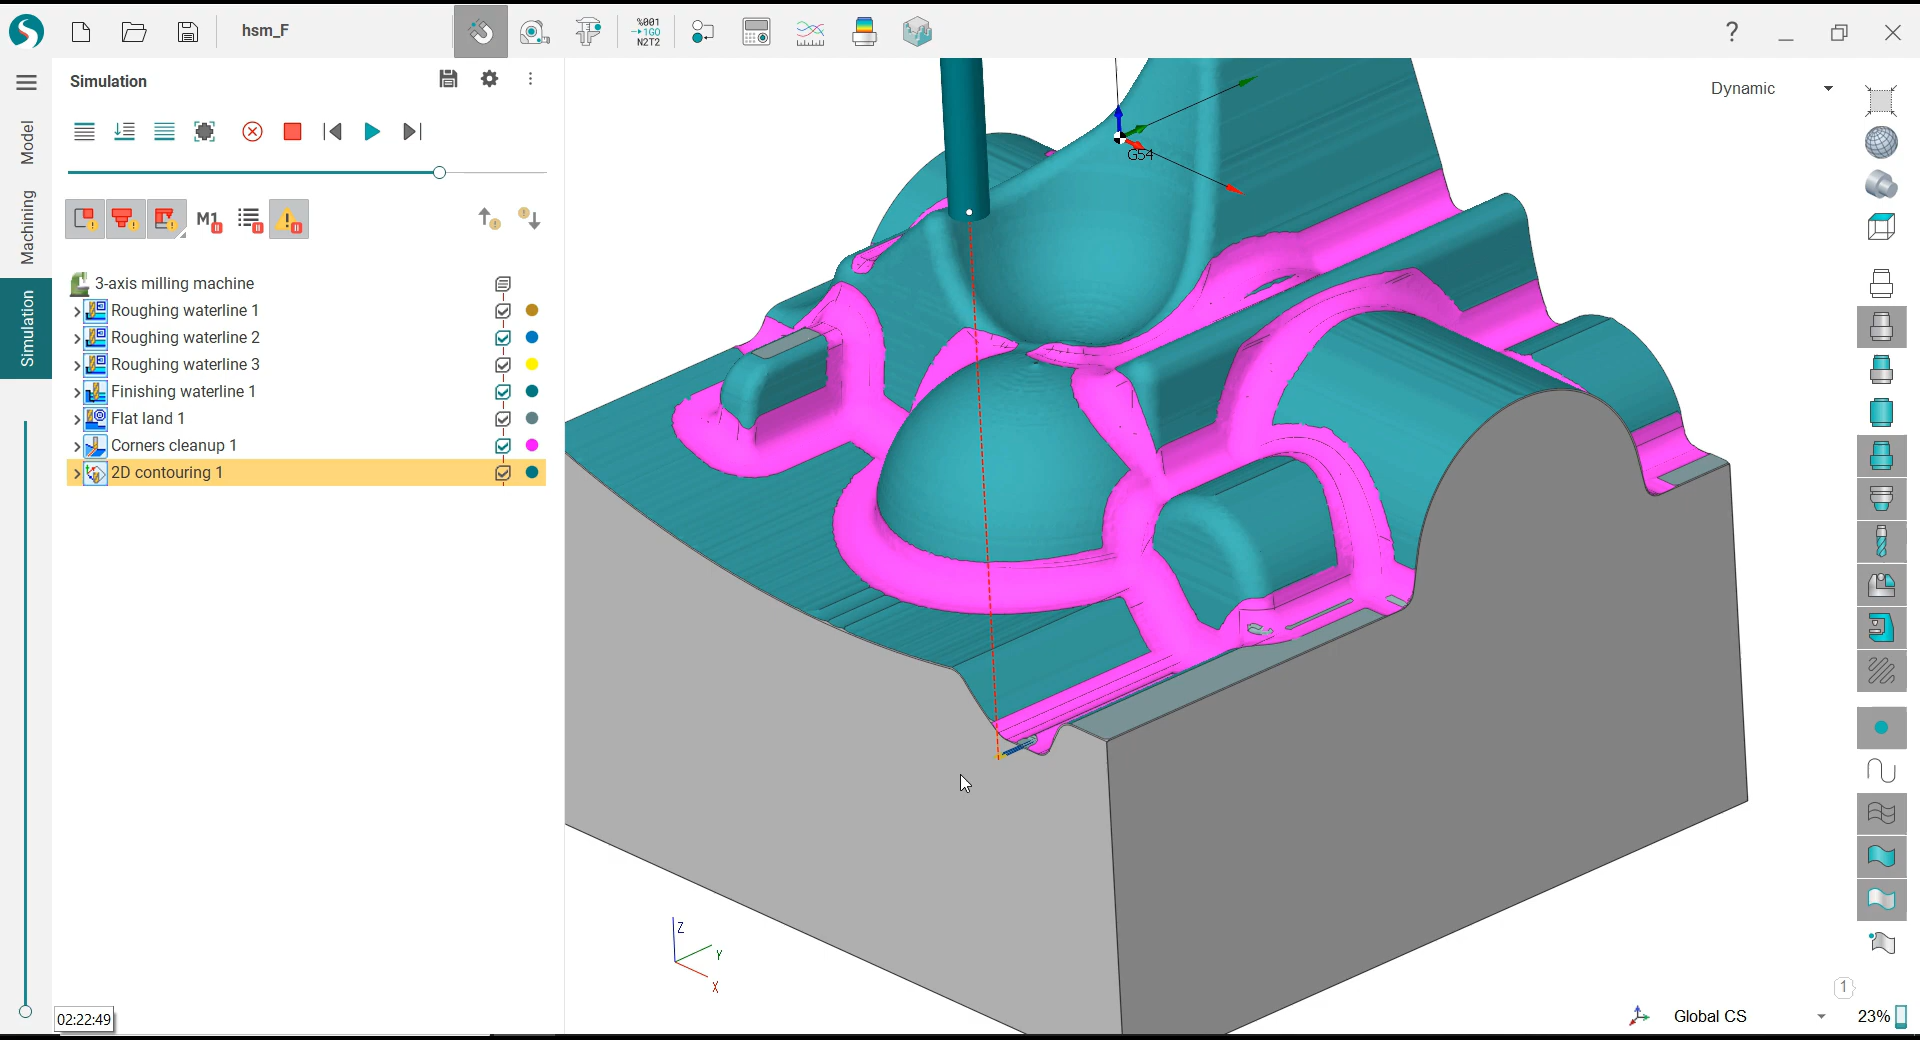 hsm_F
%001
1G0
N2T2
?
Model
Machining
Simulation
Simulation
M1
3-axis milling machine
Roughing waterline 1
Roughing waterline 2
Roughing waterline 3
Finishing waterline 1
Flat land 1
Corners cleanup 1
2D contouring 1
02:22:49
Dynamic
G54
Z
Y
X
1
Global CS
23%